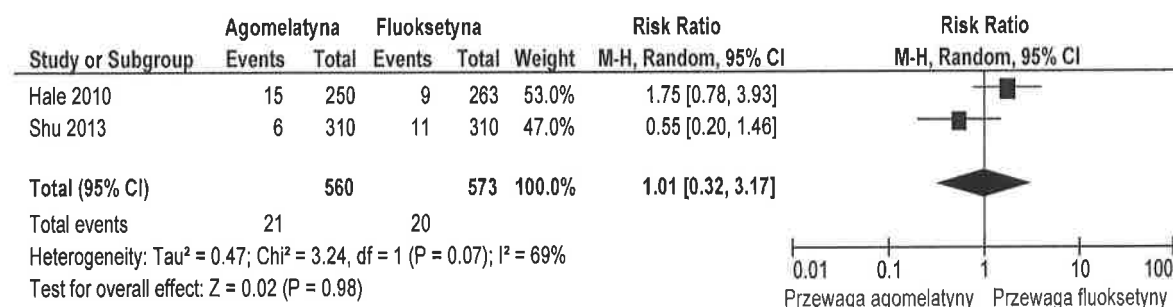 Agomelatyna Fluoksetyna Risk Ratio Risk Ratio
Study or Subgroup Events Total Events Total Weight M-H, Random, 95% CI M-H, Random, 95% CI
Hale 2010 15 250 9 263 53.0% 1.75 [0.78, 3.93]
Shu 2013 6 310 11 310 47.0% 0.55 [0.20, 1.46]
Total (95% CI) 560 573 100.0% 1.01 [0.32, 3.17]
Total events 21 20
Heterogeneity: Tau² = 0.47; Chi² = 3.24, df = 1 (P = 0.07); I² = 69%
Test for overall effect: Z = 0.02 (P = 0.98)
0.01 0.1 1 10 100
Przewaga agomelatyny Przewaga fluoksetyny